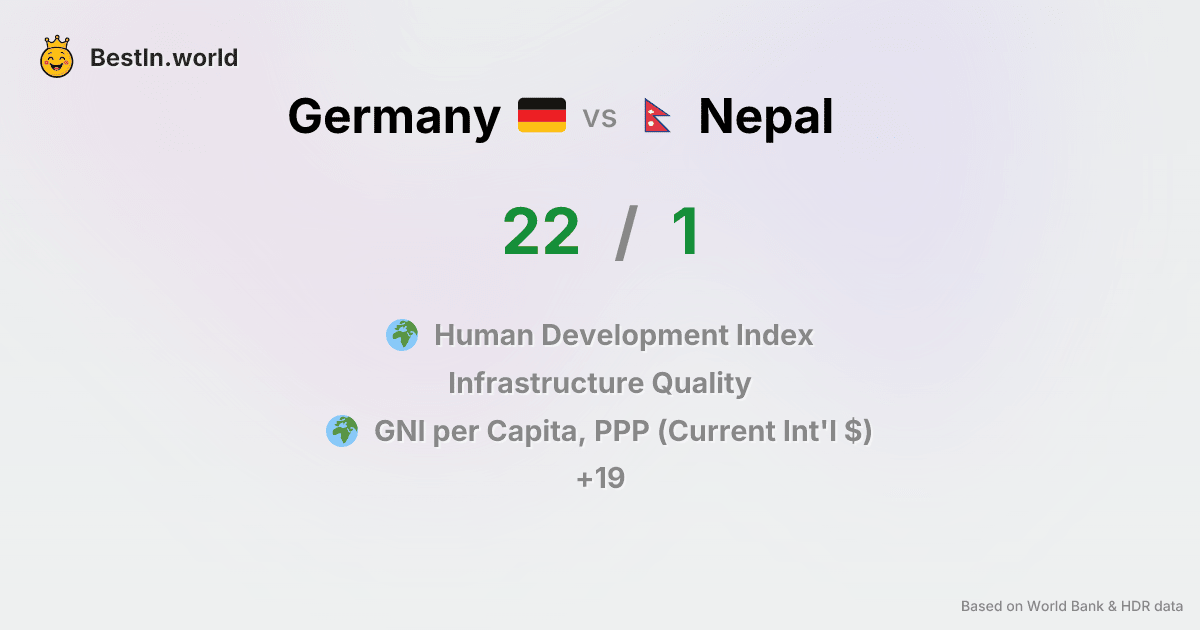 BestIn.world
Germany vs Nepal
22 / 1
Human Development Index
Infrastructure Quality
GNI per Capita, PPP (Current Int'l $)
+19
Based on World Bank & HDR data